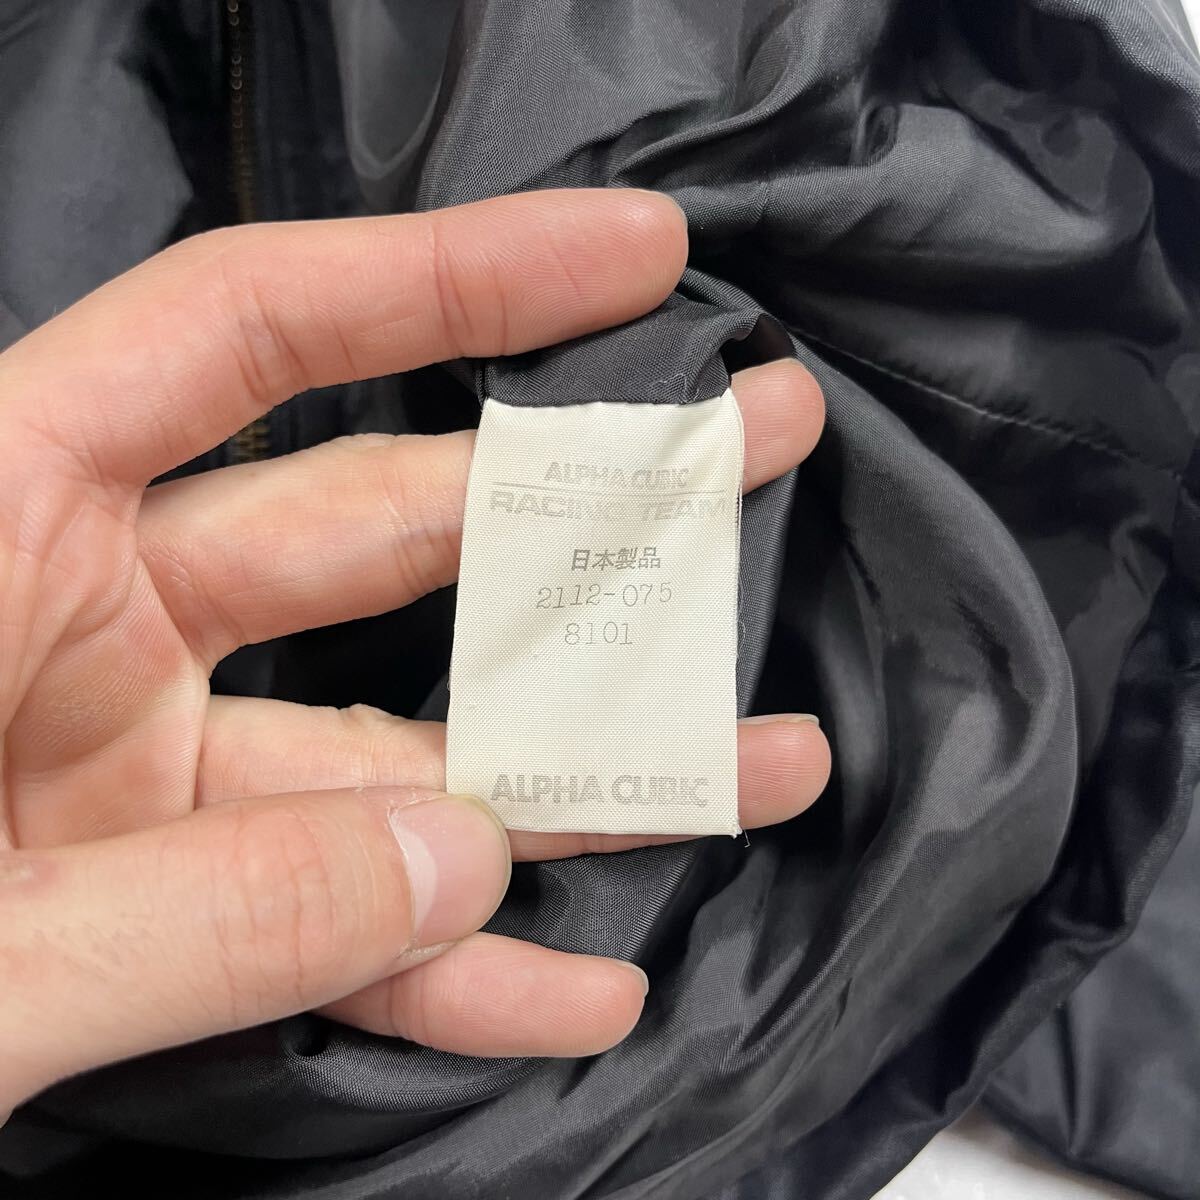 ALPHA CUBIC
RACING TEAM
日本製品
2112-075
8101
ALPHA CUBIC